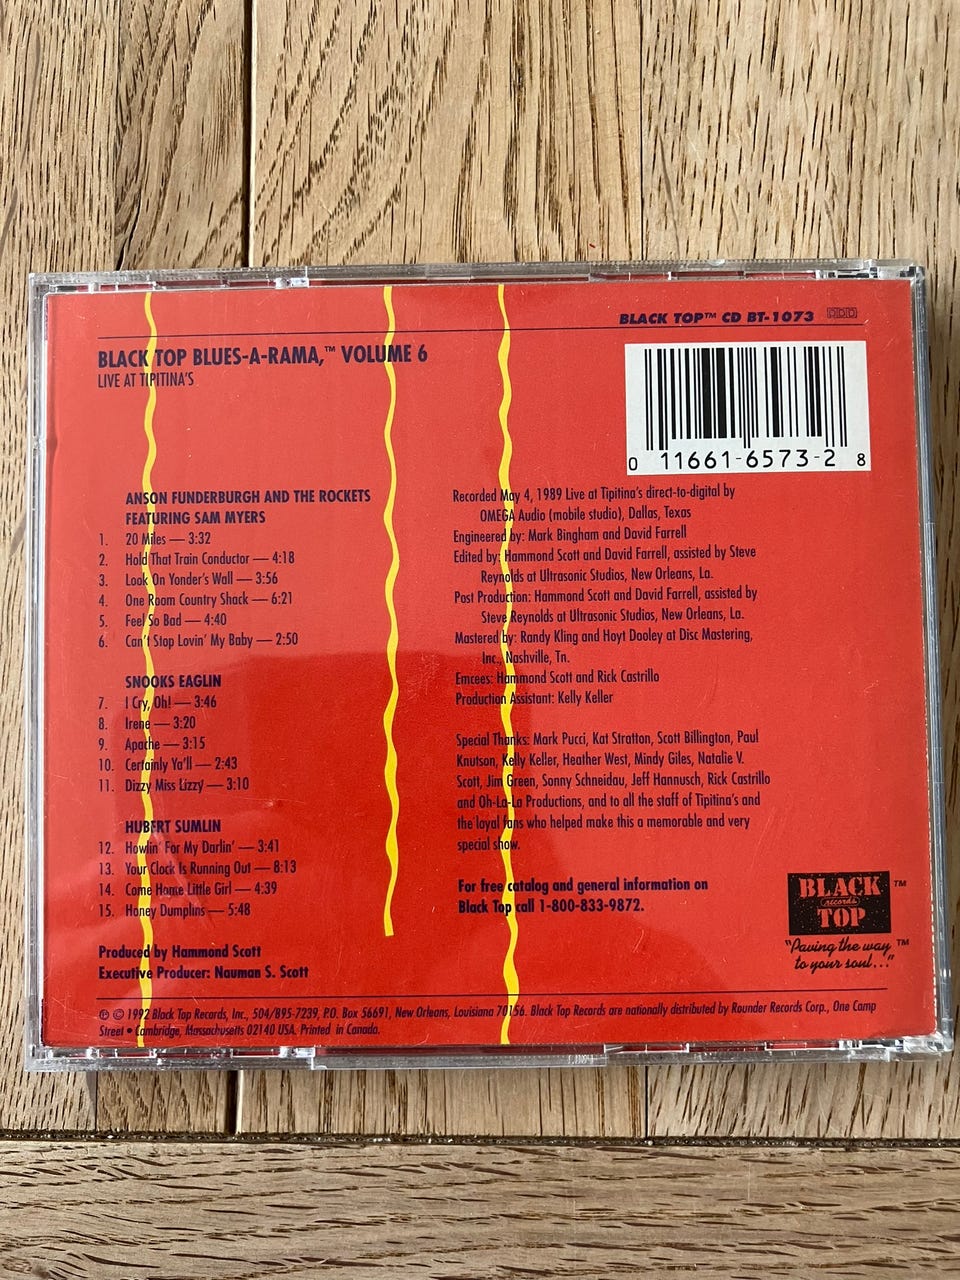 BLACK TOP™ CD BT-1073 DDD
BLACK TOP BLUES-A-RAMA,™ VOLUME 6
LIVE AT TIPITINA'S
0 11661-6573-2 8
ANSON FUNDERBURGH AND THE ROCKETS
FEATURING SAM MYERS
1. 20 Miles — 3:32
2. Hold That Train Conductor — 4:18
3. Look On Yonder's Wall — 3:56
4. One Room Country Shack — 6:21
5. Feel So Bad — 4:40
6. Can't Stop Lovin' My Baby — 2:50
SNOOKS EAGLIN
7. I Cry, Oh! — 3:46
8. Irene — 3:20
9. Apache — 3:15
10. Certainly Ya'll — 2:43
11. Dizzy Miss Lizzy — 3:10
HUBERT SUMLIN
12. Howlin' For My Darlin' — 3:41
13. Your Clock Is Running Out — 8:13
14. Come Home Little Girl — 4:39
15. Honey Dumplins — 5:48
Produced by Hammond Scott
Executive Producer: Nauman S. Scott
Recorded May 4, 1989 Live at Tipitina's direct-to-digital by
OMEGA Audio (mobile studio), Dallas, Texas
Engineered by: Mark Bingham and David Farrell
Edited by: Hammond Scott and David Farrell, assisted by Steve
Reynolds at Ultrasonic Studios, New Orleans, La.
Post Production: Hammond Scott and David Farrell, assisted by
Steve Reynolds at Ultrasonic Studios, New Orleans, La.
Mastered by: Randy Kling and Hoyt Dooley at Disc Mastering,
Inc., Nashville, Tn.
Emcees: Hammond Scott and Rick Castrillo
Production Assistant: Kelly Keller
Special Thanks: Mark Pucci, Kat Stratton, Scott Billington, Paul
Knutson, Kelly Keller, Heather West, Mindy Giles, Natalie V.
Scott, Jim Green, Sonny Schneidau, Jeff Hannusch, Rick Castrillo
and Oh-La-La Productions, and to all the staff of Tipitina's and
the loyal fans who helped make this a memorable and very
special show.
For free catalog and general information on
Black Top call 1-800-833-9872.
BLACK ™
records
TOP
"Paving the way ™
to your soul..."
℗ © 1992 Black Top Records, Inc., 504/895-7239, P.O. Box 56691, New Orleans, Louisiana 70156. Black Top Records are nationally distributed by Rounder Records Corp., One Camp
Street • Cambridge, Massachuseits 02140 USA. Printed in Canada.